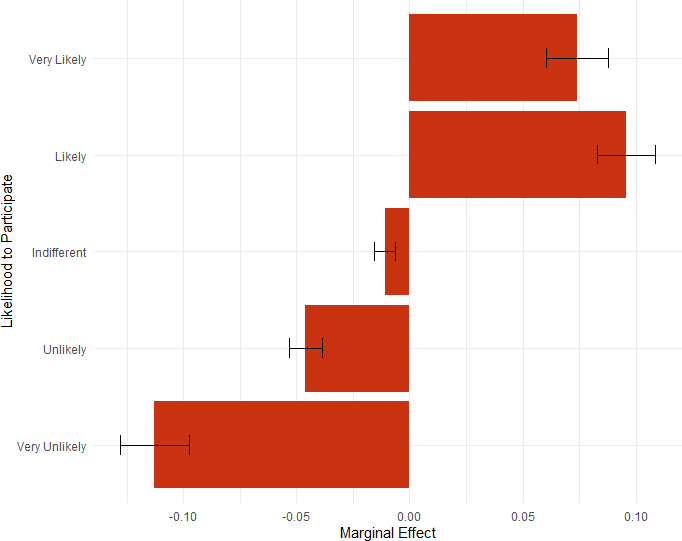 Likelihood to Participate
Very Likely
Likely
Indifferent
Unlikely
Very Unlikely
-0.10
-0.05
0.00
0.05
0.10
Marginal Effect